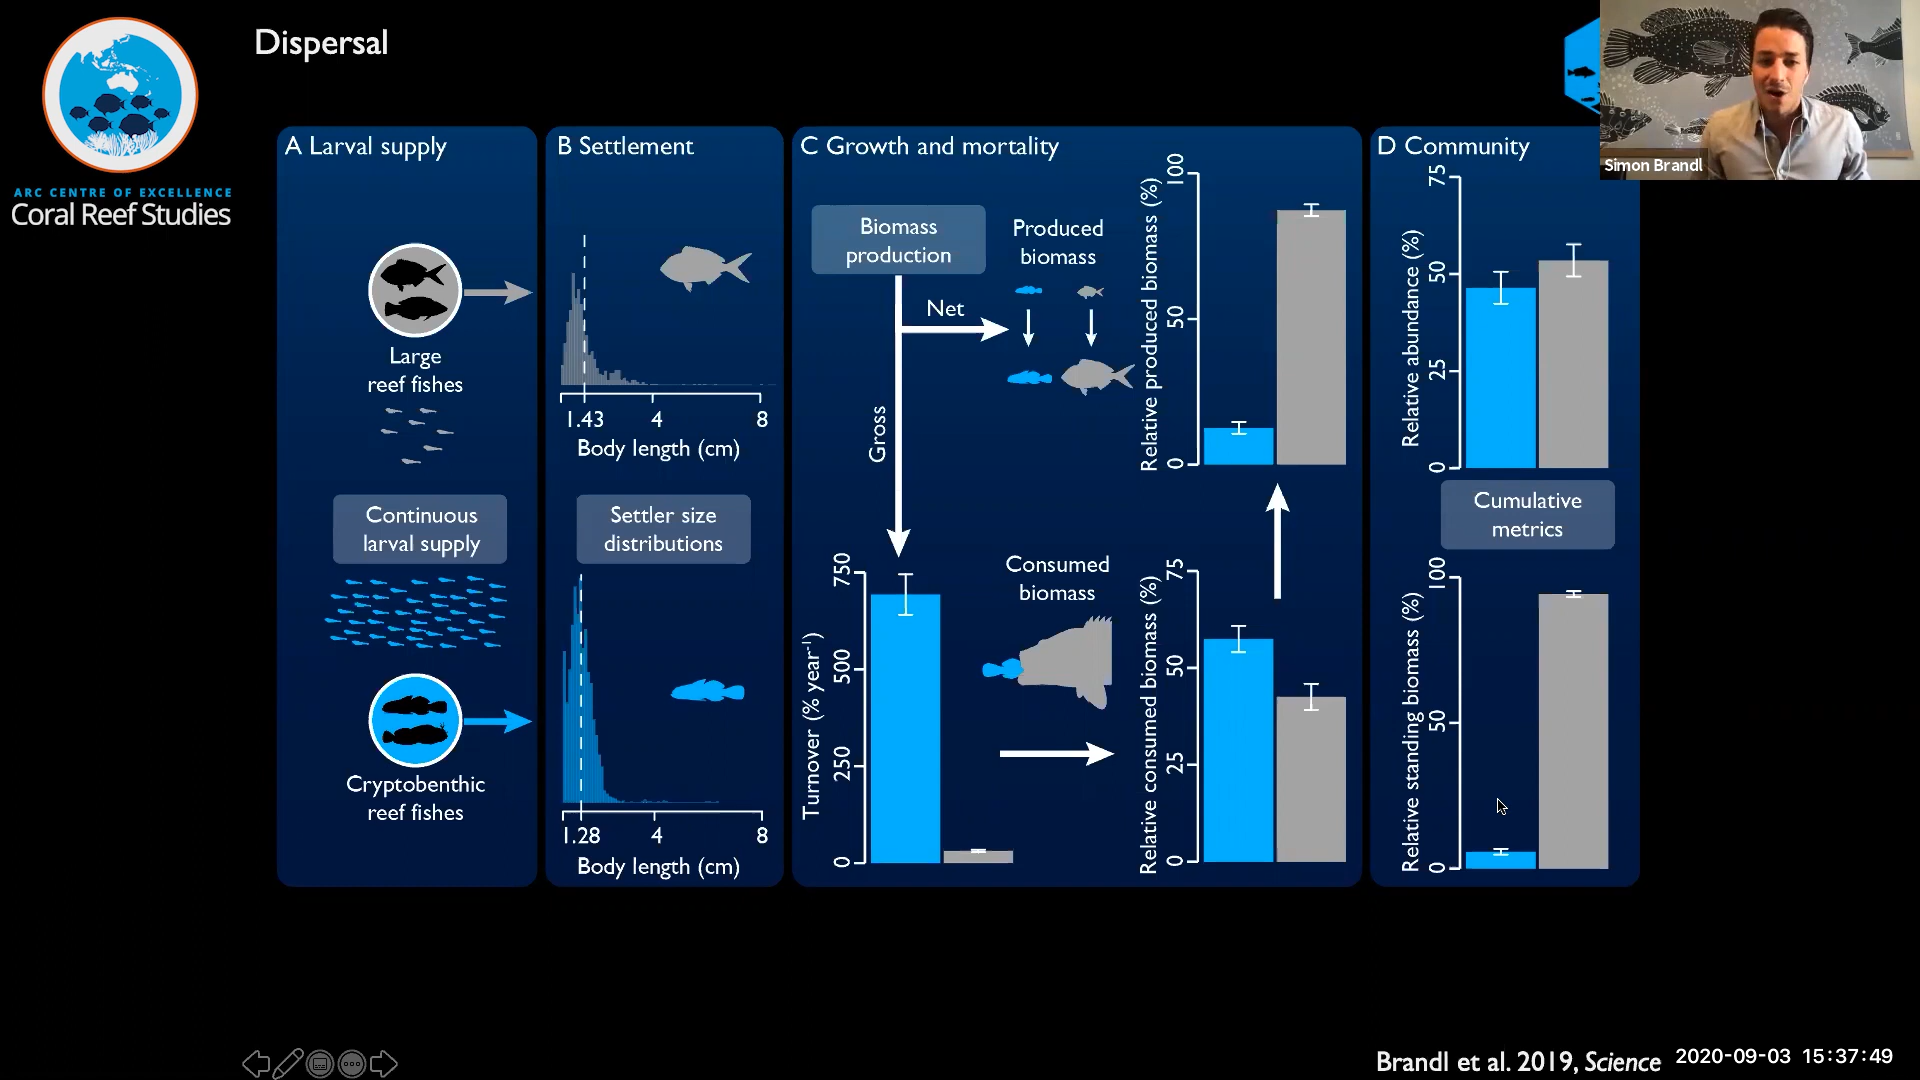 Dispersal
ARC CENTRE OF EXCELLENCE
Coral Reef Studies
Simon Brandl
A Larval supply
Large
reef fishes
Continuous
larval supply
Cryptobenthic
reef fishes
B Settlement
1.43
4
8
Body length (cm)
Settler size
distributions
1.28
4
8
Body length (cm)
C Growth and mortality
Biomass
production
Net
Gross
Produced
biomass
Relative produced biomass (%)
100
50
0
Turnover (% year⁻¹)
750
500
250
0
Consumed
biomass
Relative consumed biomass (%)
75
50
25
0
D Community
Relative abundance (%)
75
50
25
0
Cumulative
metrics
Relative standing biomass (%)
100
50
0
Brandl et al. 2019, Science
2020-09-03 15:37:49